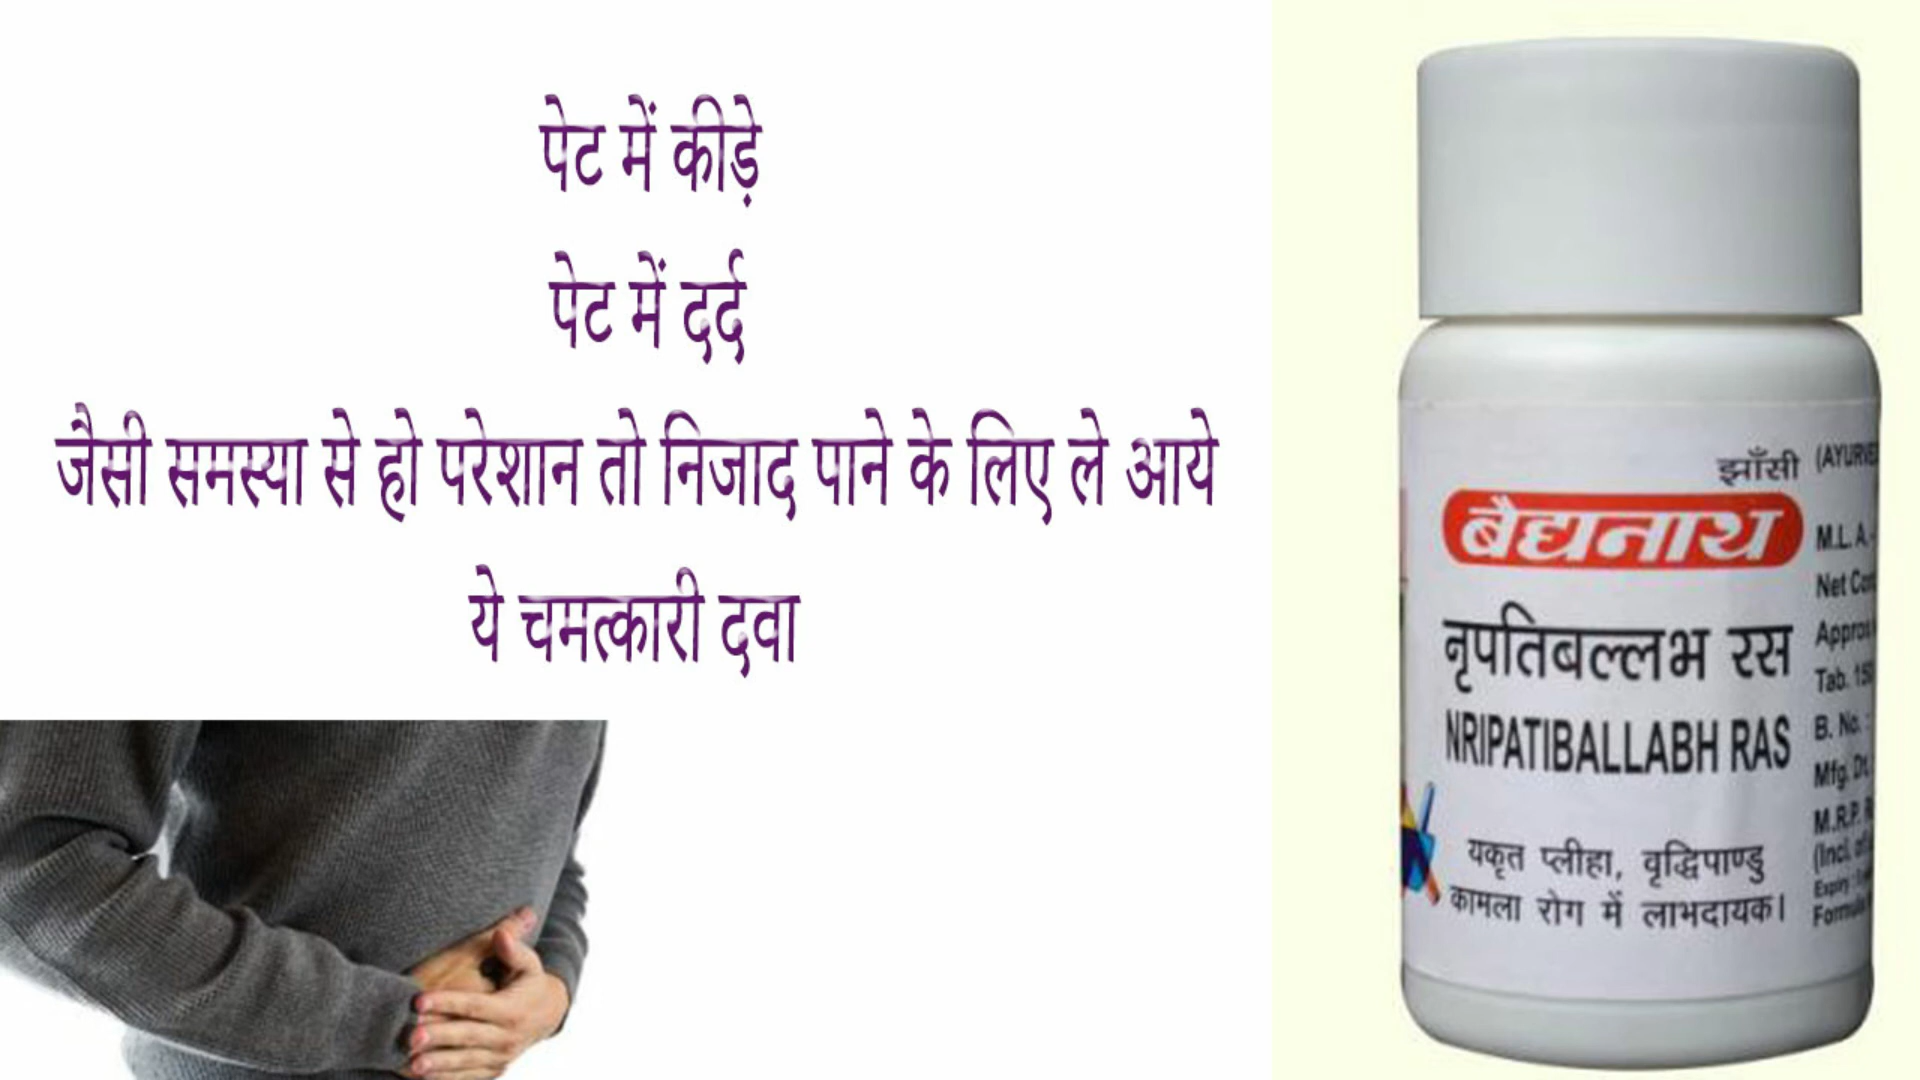 पेट में कीड़े
पेट में दर्द
जैसी समस्या से हो परेशान तो निजाद पाने के लिए ले आये
ये चमत्कारी दवा
झाँसी
बैद्यनाथ
नृपतिबल्लभ रस
NRIPATIBALLABH RAS
यकृत प्लीहा, वृद्धिपाण्डु
कामला रोग में लाभदायक।
M.L. A.
Net
B. No. :
Mfg. Dt.
M.R.P.